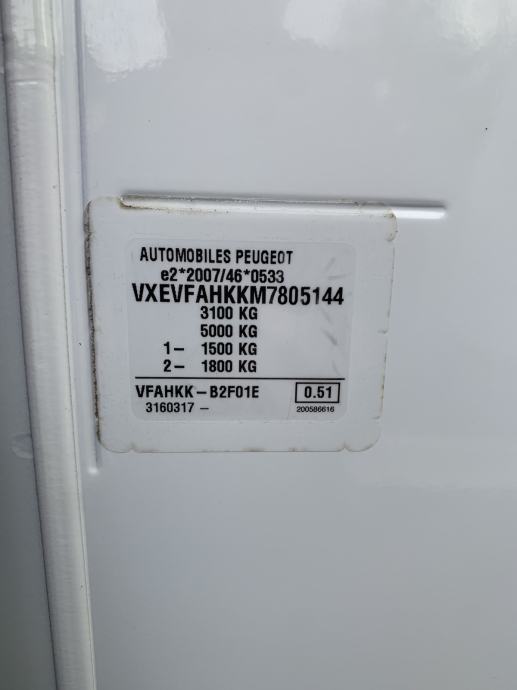 AUTOMOBILES PEUGEOT
e2*2007/46*0533
VXEVFAHKKM7805144
3100 KG
5000 KG
1- 1500 KG
2- 1800 KG
VFAHKK-B2F01E 0.51
3160317 - 200586616